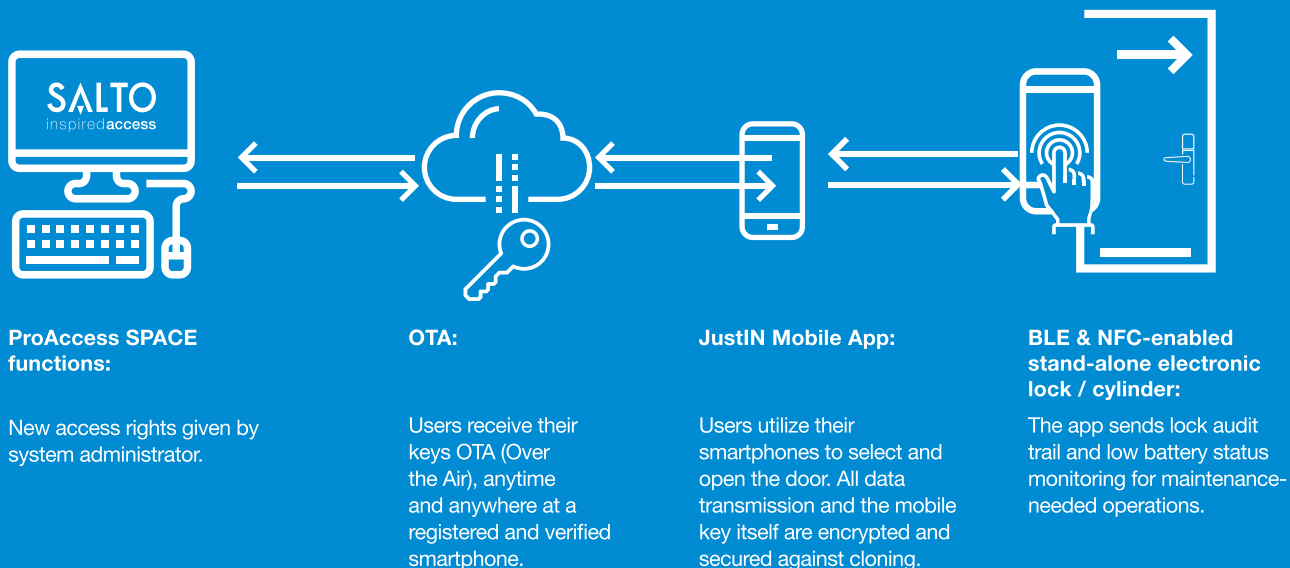 SALTO
inspiredaccess
ProAccess SPACE
functions:
New access rights given by
system administrator.
OTA:
Users receive their
keys OTA (Over
the Air), anytime
and anywhere at a
registered and verified
smartphone.
JustIN Mobile App:
Users utilize their
smartphones to select and
open the door. All data
transmission and the mobile
key itself are encrypted and
secured against cloning.
BLE & NFC-enabled
stand-alone electronic
lock / cylinder:
The app sends lock audit
trail and low battery status
monitoring for maintenance-
needed operations.